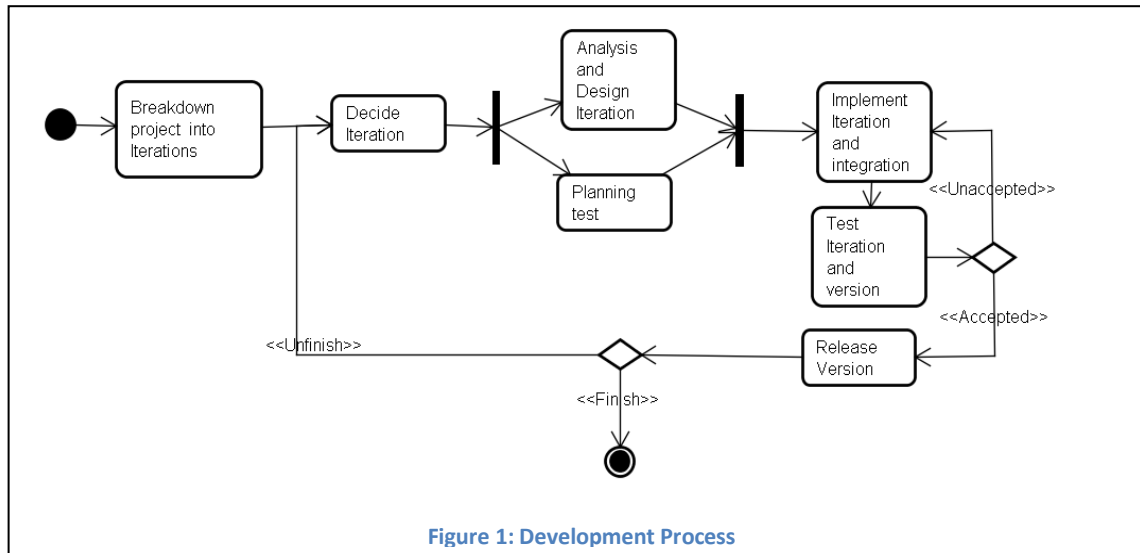 Breakdown
project into
Iterations
Decide
Iteration
Analysis
and
Design
Iteration
Planning
test
Implement
Iteration
and
integration
<<Unaccepted>>
Test
Iteration
and
version
<<Accepted>>
Release
Version
<<Unfinish>>
<<Finish>>
Figure 1: Development Process